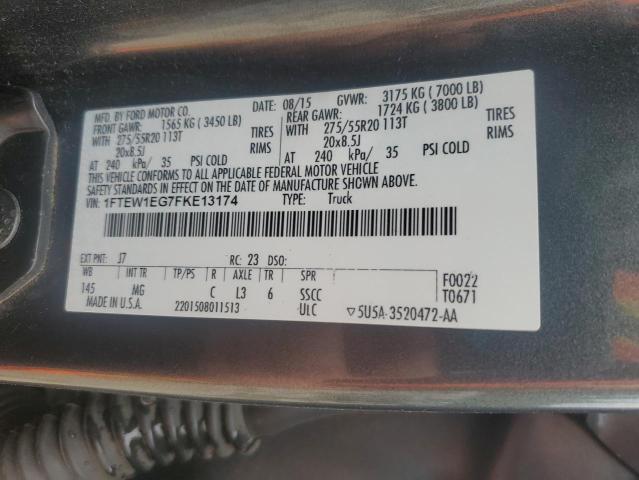 MFD. BY FORD MOTOR CO.
DATE: 08/15 GVWR: 3175 KG ( 7000 LB)
FRONT GAWR: 1565 KG ( 3450 LB)
REAR GAWR: 1724 KG ( 3800 LB)
WITH 275/55R20 113T TIRES
WITH 275/55R20 113T TIRES
20x8.5J RIMS
20x8.5J RIMS
AT 240 kPa/ 35 PSI COLD
AT 240 kPa/ 35 PSI COLD
THIS VEHICLE CONFORMS TO ALL APPLICABLE FEDERAL MOTOR VEHICLE
SAFETY STANDARDS IN EFFECT ON THE DATE OF MANUFACTURE SHOWN ABOVE.
VIN: 1FTEW1EG7FKE13174 TYPE: Truck
EXT PNT: J7 RC: 23 DSO: F0022
WB INT TR TP/PS R AXLE TR SPR T0671
145 MG C L3 6 SSCC
MADE IN U.S.A. 2201508011513 ULC ▽5U5A-3520472-AA